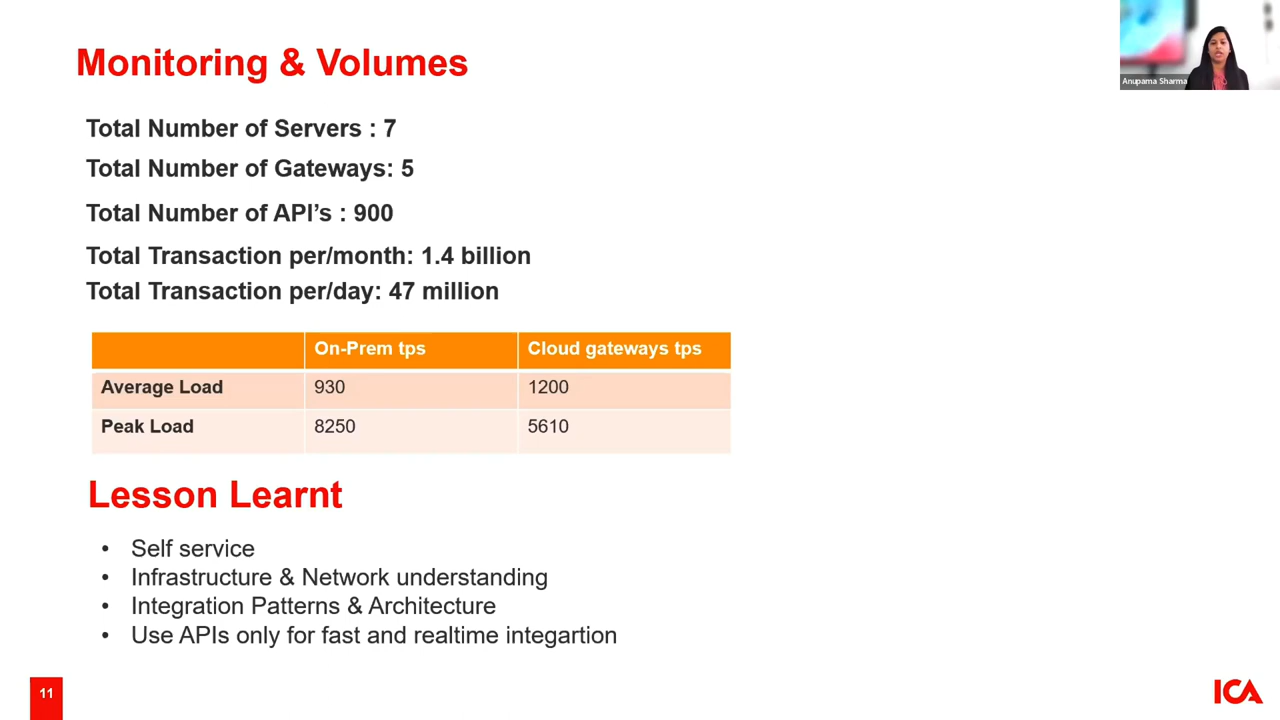 Monitoring & Volumes
Anupama Sharma
Total Number of Servers : 7
Total Number of Gateways: 5
Total Number of API’s : 900
Total Transaction per/month: 1.4 billion
Total Transaction per/day: 47 million
On-Prem tps Cloud gateways tps
Average Load 930 1200
Peak Load 8250 5610
Lesson Learnt
• Self service
• Infrastructure & Network understanding
• Integration Patterns & Architecture
• Use APIs only for fast and realtime integartion
11
ICA